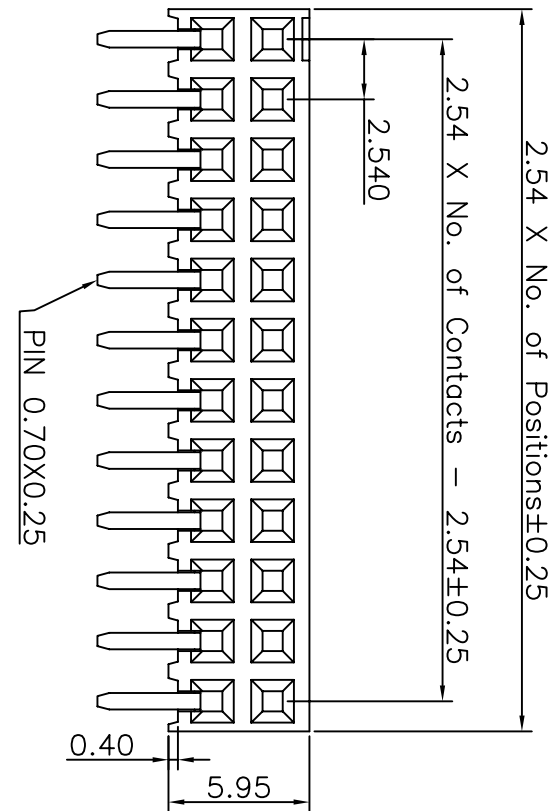 2.54 X No. of Positions±0.25
2.54 X No. of Contacts - 2.54±0.25
2.540
PIN 0.70X0.25
0.40
5.95